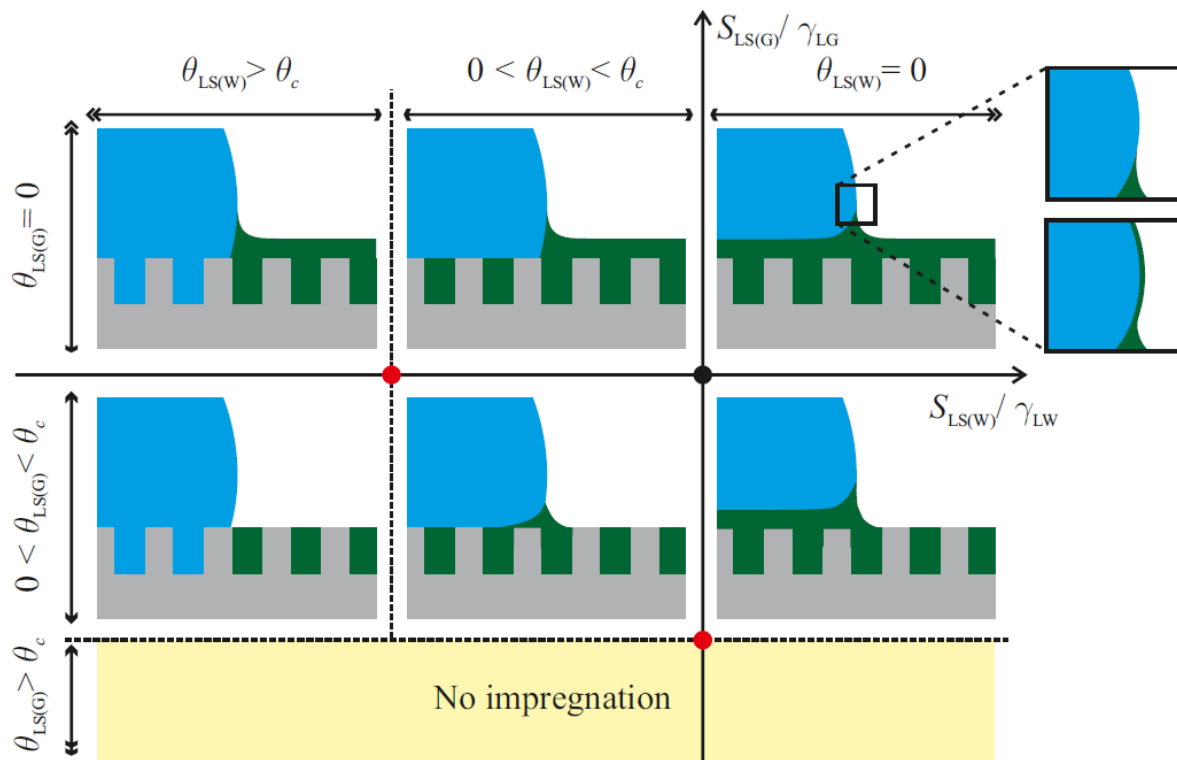 S_LS(G)/ γ_LG
θ_LS(W) > θ_c
0 < θ_LS(W) < θ_c
θ_LS(W) = 0
θ_LS(G) = 0
S_LS(W)/ γ_LW
0 < θ_LS(G) < θ_c
θ_LS(G) > θ_c
No impregnation